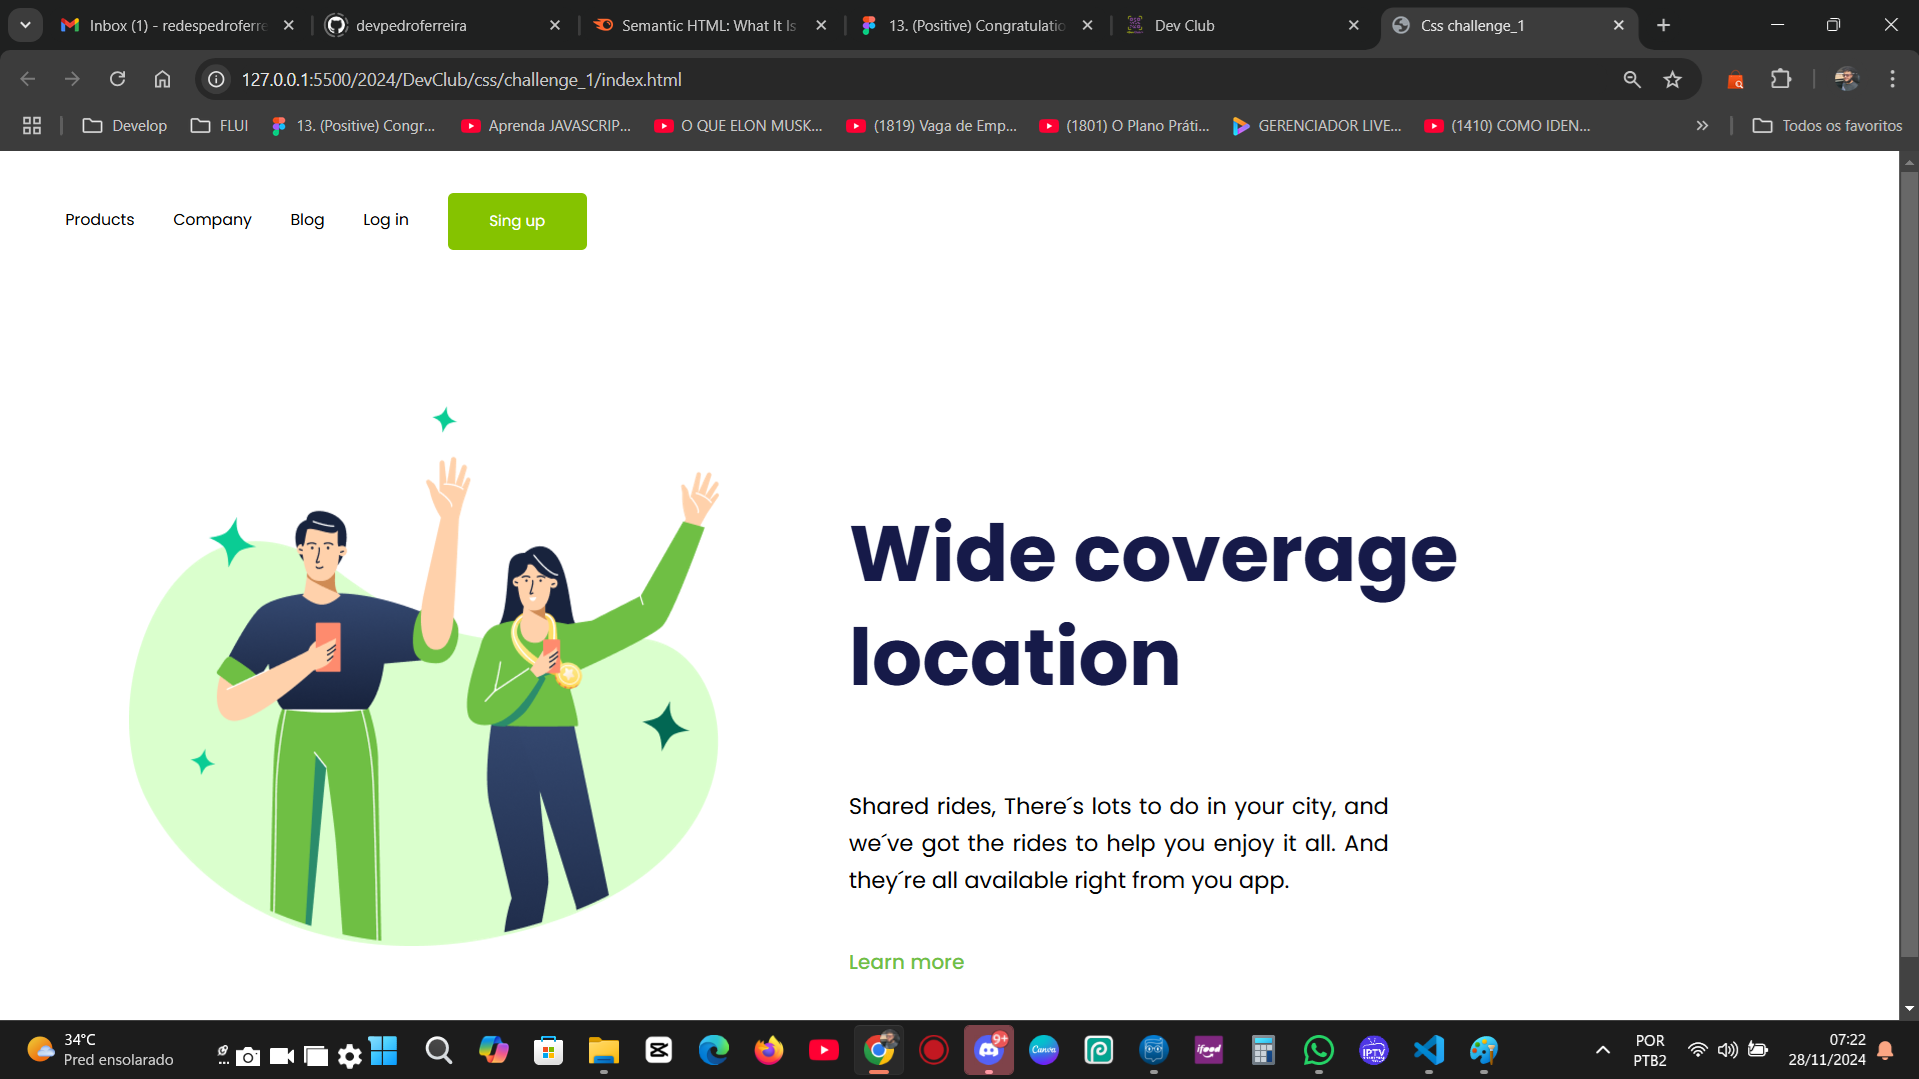 Inbox (1) - redespedroferre
devpedroferreira
Semantic HTML: What It Is
13. (Positive) Congratulatio
Dev Club
Css challenge_1
127.0.0.1:5500/2024/DevClub/css/challenge_1/index.html
Develop
FLUI
13. (Positive) Congr...
Aprenda JAVASCRIP...
O QUE ELON MUSK...
(1819) Vaga de Emp...
(1801) O Plano Práti...
GERENCIADOR LIVE...
(1410) COMO IDEN...
Todos os favoritos
Products
Company
Blog
Log in
Sing up
Wide coverage
location
Shared rides, There´s lots to do in your city, and
we´ve got the rides to help you enjoy it all. And
they´re all available right from you app.
Learn more
34°C
Pred ensolarado
9+
Canva
ifood
IPTV
POR
PTB2
07:22
28/11/2024